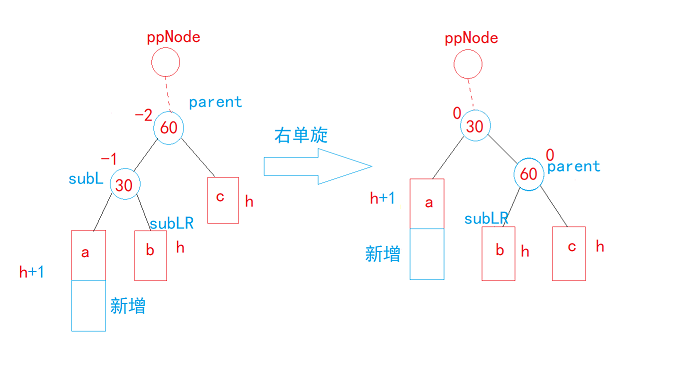 ppNode
-2
parent
60
-1
subL
30
c
h
subLR
a
b
h
h+1
新增
右单旋
ppNode
0
30
0
60
parent
h+1
a
subLR
新增
b
h
c
h